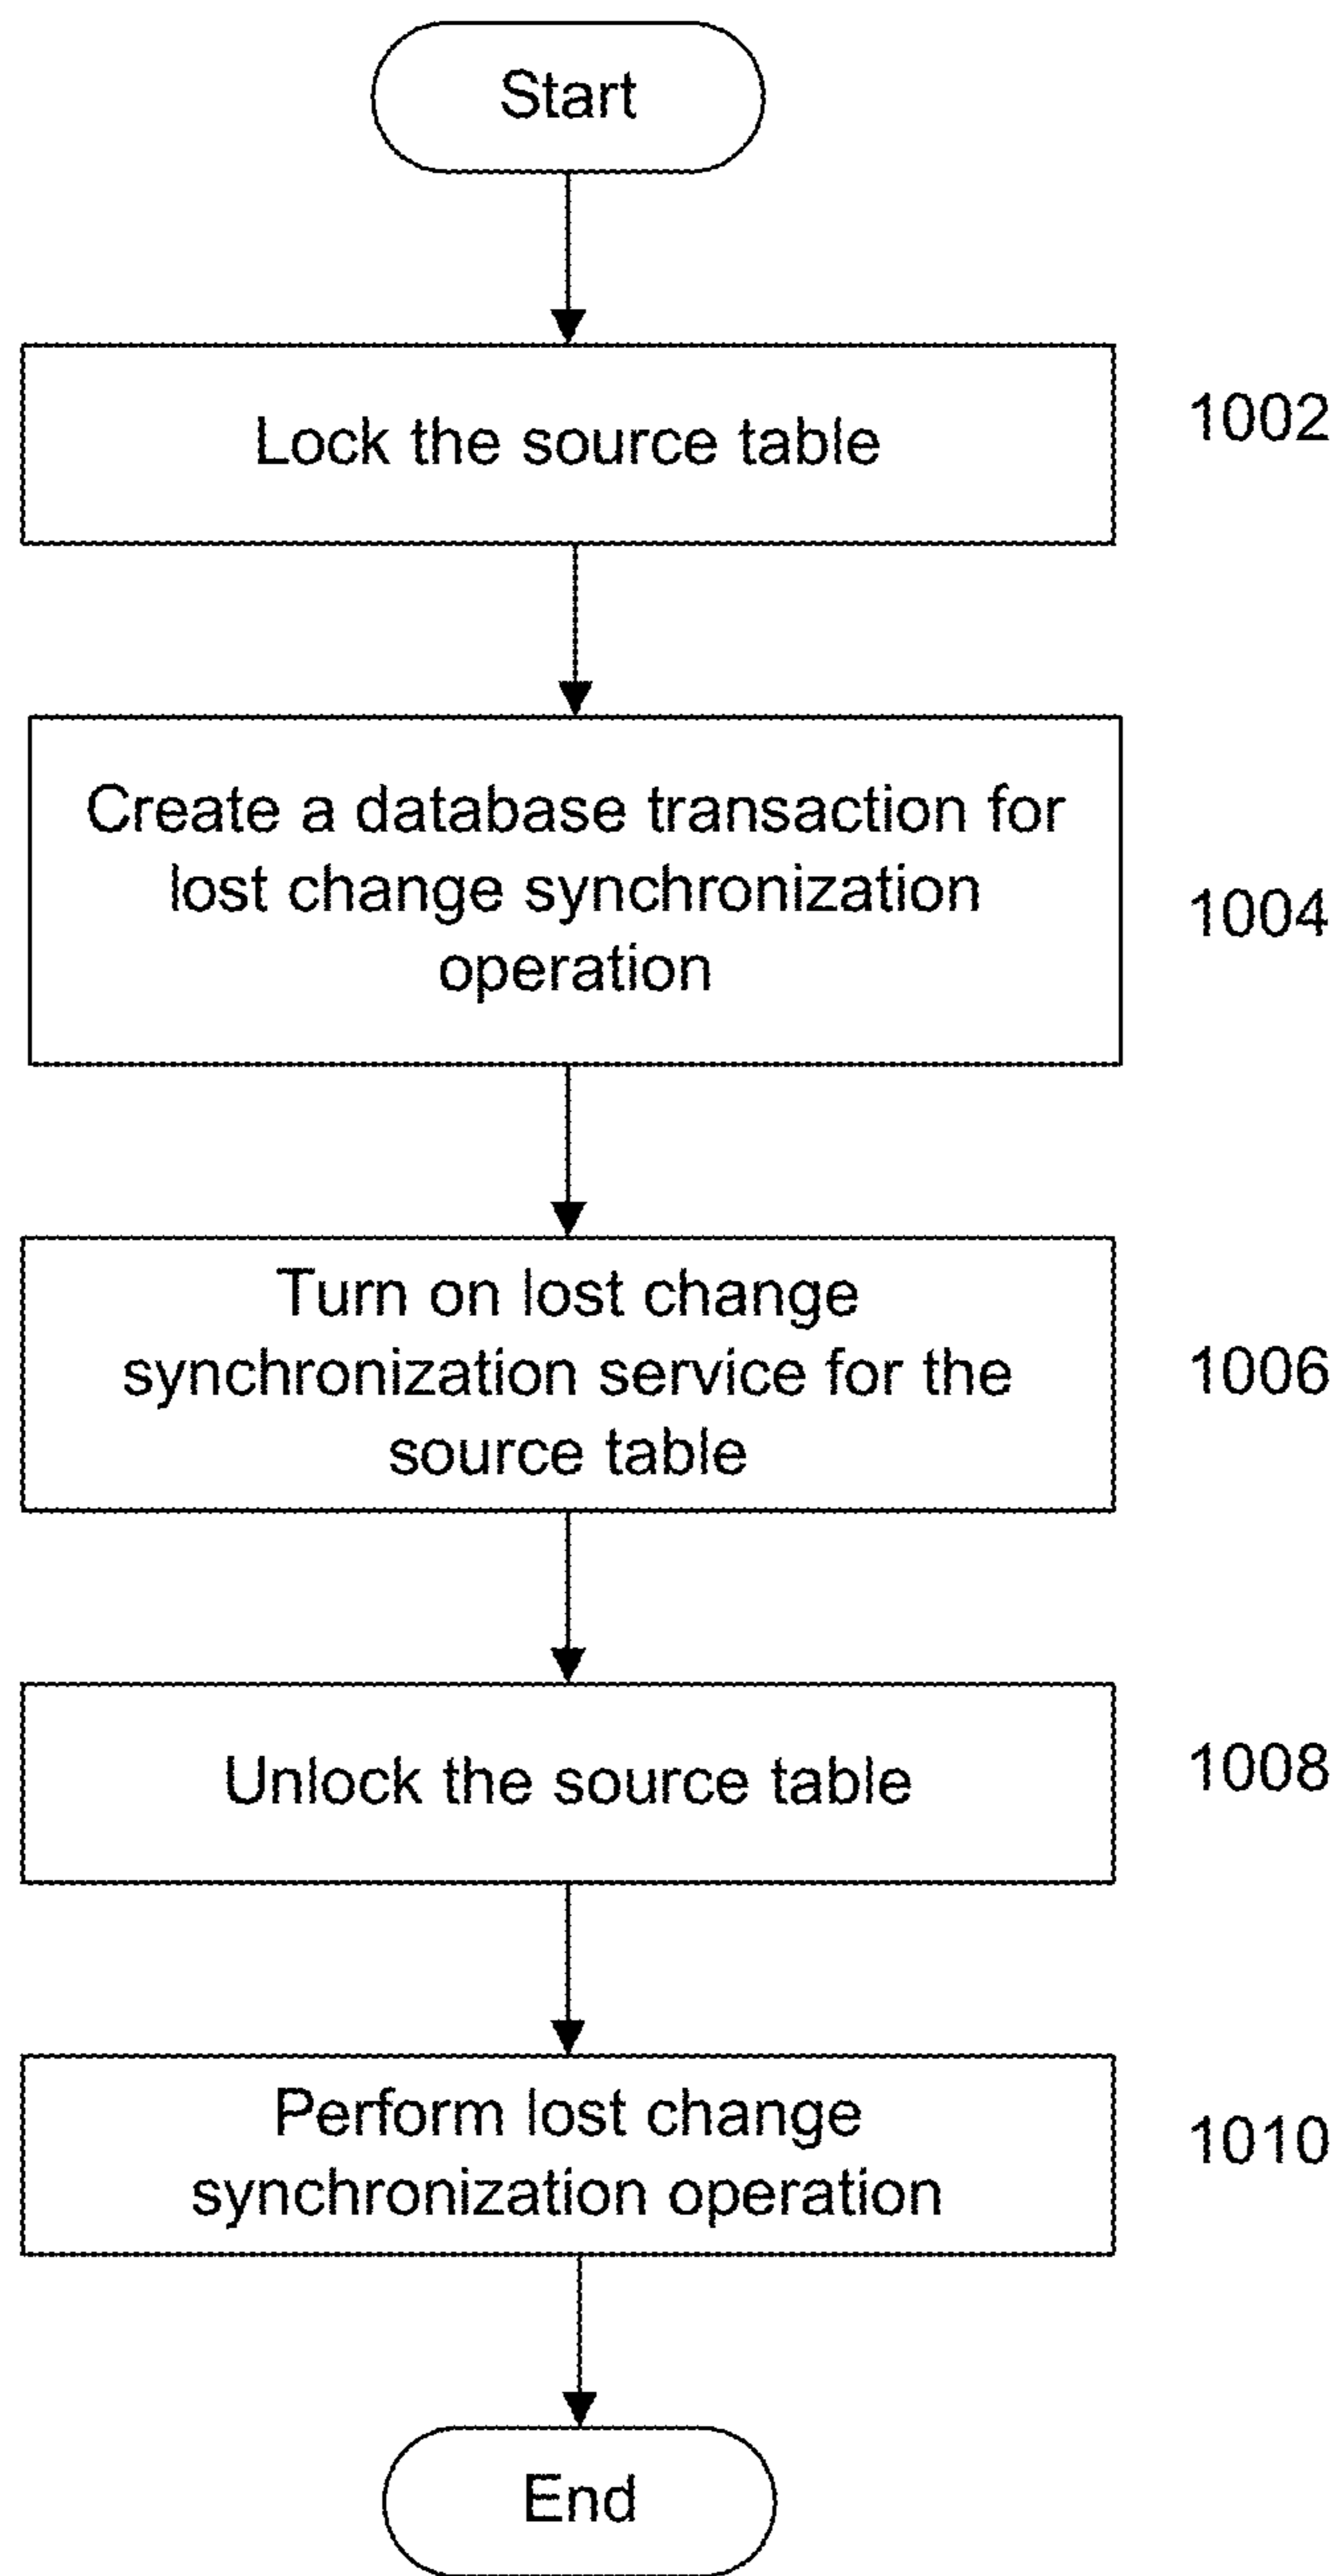 Start
Lock the source table
1002
Create a database transaction for
lost change synchronization
operation
1004
Turn on lost change
synchronization service for the
source table
1006
Unlock the source table
1008
Perform lost change
synchronization operation
1010
End